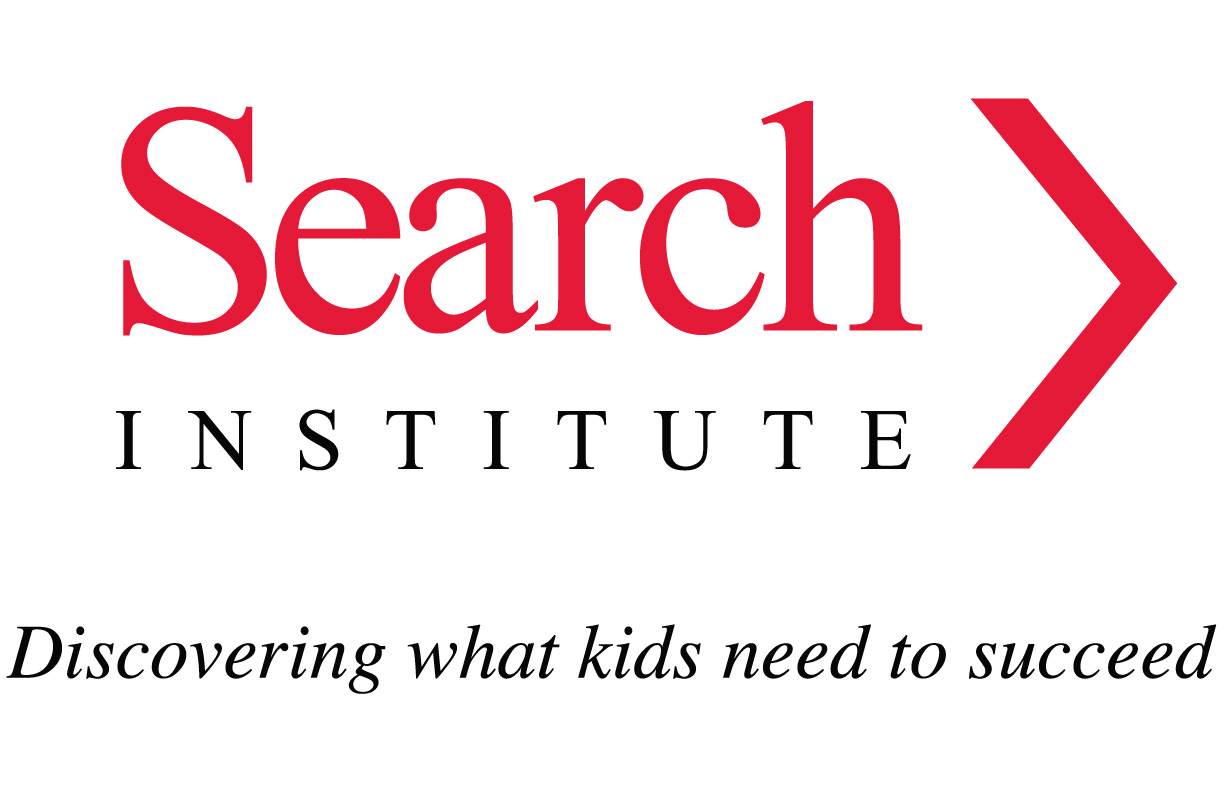 Search
INSTITUTE
Discovering what kids need to succeed